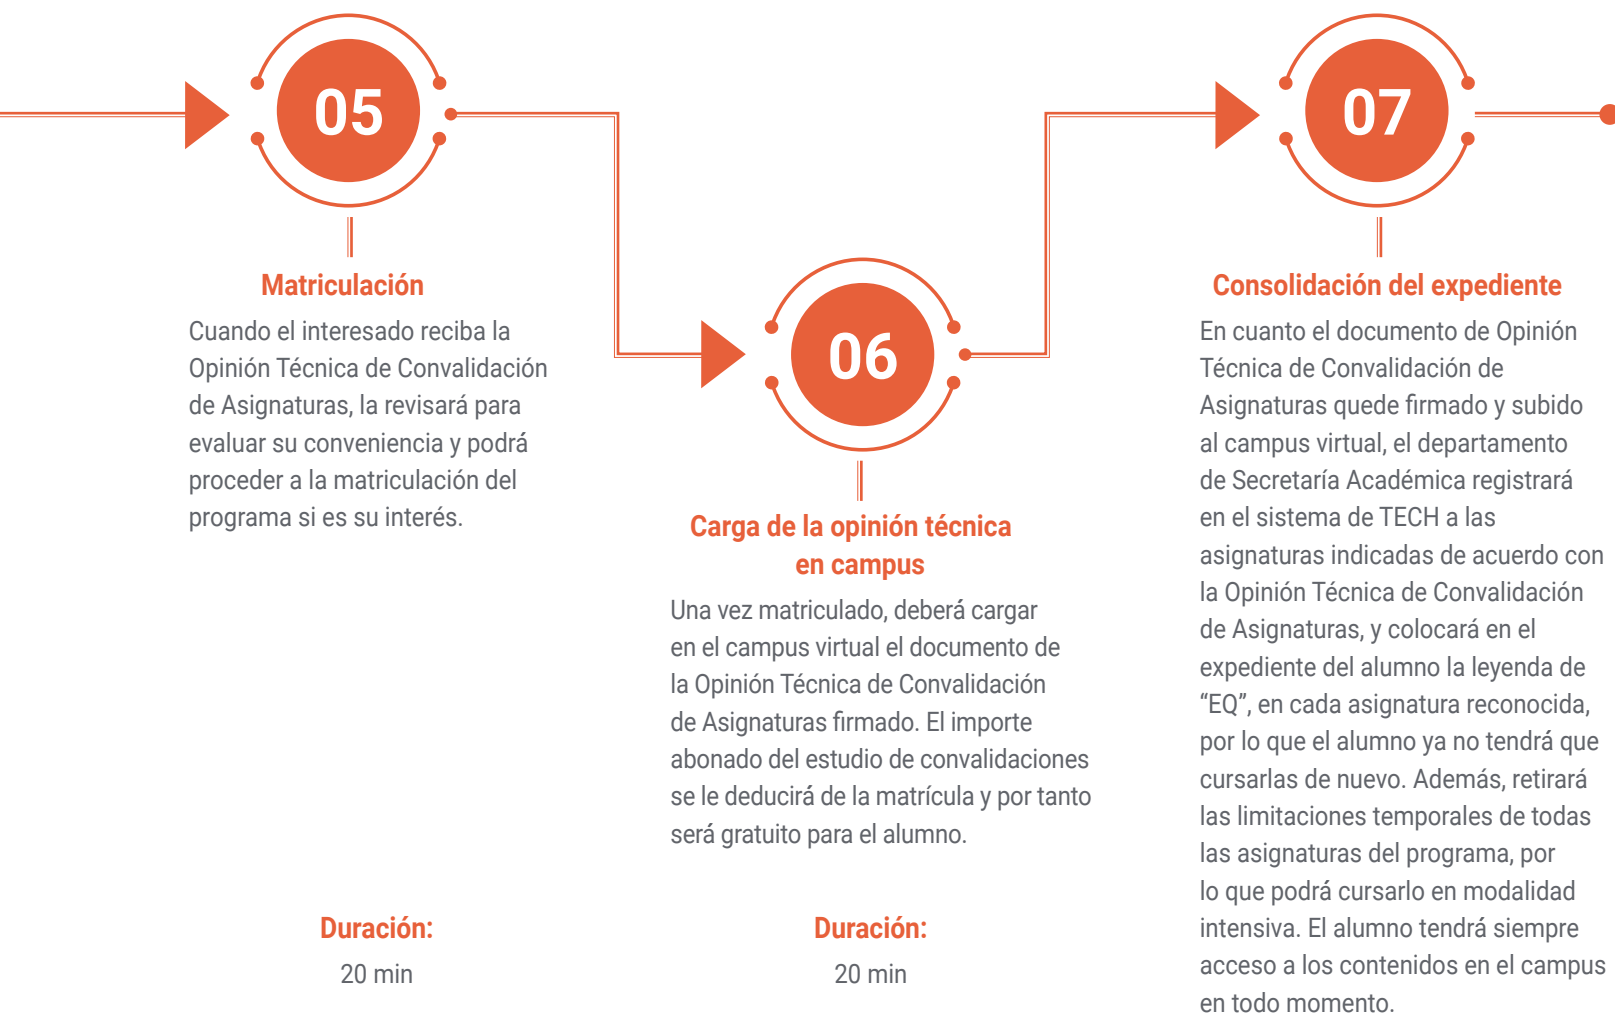 05
Matriculación
Cuando el interesado reciba la
Opinión Técnica de Convalidación
de Asignaturas, la revisará para
evaluar su conveniencia y podrá
proceder a la matriculación del
programa si es su interés.
Duración:
20 min
06
Carga de la opinión técnica
en campus
Una vez matriculado, deberá cargar
en el campus virtual el documento de
la Opinión Técnica de Convalidación
de Asignaturas firmado. El importe
abonado del estudio de convalidaciones
se le deducirá de la matrícula y por tanto
será gratuito para el alumno.
Duración:
20 min
07
Consolidación del expediente
En cuanto el documento de Opinión
Técnica de Convalidación de
Asignaturas quede firmado y subido
al campus virtual, el departamento
de Secretaría Académica registrará
en el sistema de TECH a las
asignaturas indicadas de acuerdo con
la Opinión Técnica de Convalidación
de Asignaturas, y colocará en el
expediente del alumno la leyenda de
“EQ”, en cada asignatura reconocida,
por lo que el alumno ya no tendrá que
cursarlas de nuevo. Además, retirará
las limitaciones temporales de todas
las asignaturas del programa, por
lo que podrá cursarlo en modalidad
intensiva. El alumno tendrá siempre
acceso a los contenidos en el campus
en todo momento.